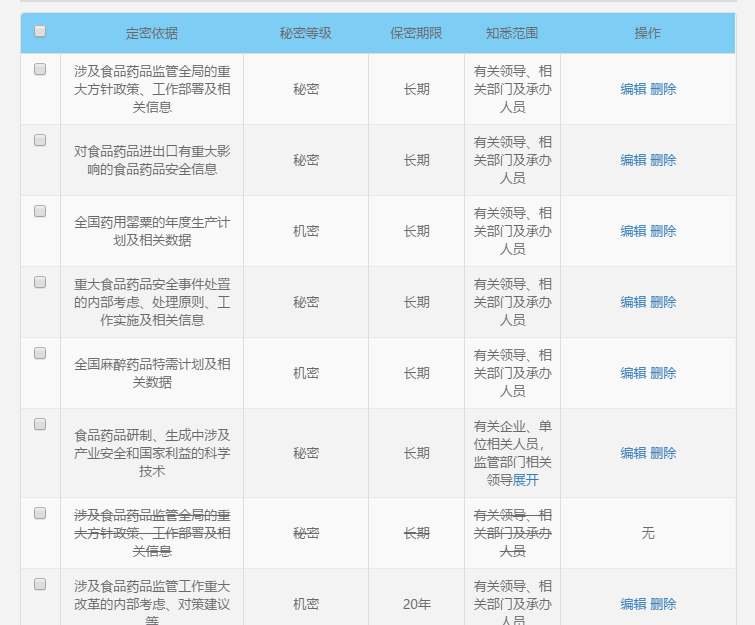 定密依据 秘密等级 保密期限 知悉范围 操作
涉及食品药品监管全局的重
大方针政策、工作部署及相
关信息
秘密
长期
有关领导、相
关部门及承办
人员
编辑 删除
对食品药品进出口有重大影
响的食品药品安全信息
秘密
长期
有关领导、相
关部门及承办
人员
编辑 删除
全国药用罂粟的年度生产计
划及相关数据
机密
长期
有关领导、相
关部门及承办
人员
编辑 删除
重大食品药品安全事件处置
的内部考虑、处理原则、工
作实施及相关信息
秘密
长期
有关领导、相
关部门及承办
人员
编辑 删除
全国麻醉药品特需计划及相
关数据
机密
长期
有关领导、相
关部门及承办
人员
编辑 删除
食品药品研制、生成中涉及
产业安全和国家利益的科学
技术
秘密
长期
有关企业、单
位相关人员，
监管部门相关
领导展开
编辑 删除
涉及食品药品监管全局的重
大方针政策、工作部署及相
关信息
秘密
长期
有关领导、相
关部门及承办
人员
无
涉及食品药品监管工作重大
改革的内部考虑、对策建议
等
机密
20年
有关领导、相
关部门及承办
人员
编辑 删除